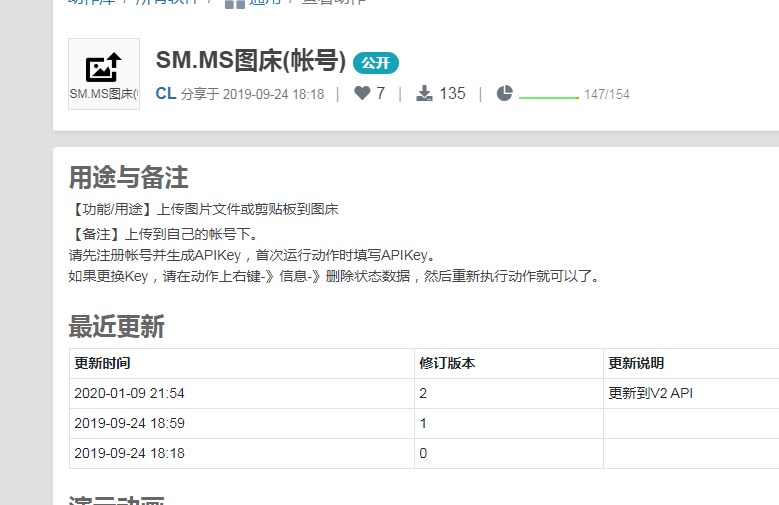 动作库 / 所有软件 / 通用 / 查看动作
SM.MS图床(帐号) 公开
SM.MS图床(
CL 分享于 2019-09-24 18:18 | 7 | 135 | 147/154
用途与备注
【功能/用途】上传图片文件或剪贴板到图床
【备注】上传到自己的帐号下。
请先注册帐号并生成APIKey，首次运行动作时填写APIKey。
如果更换Key，请在动作上右键-》信息-》删除状态数据，然后重新执行动作就可以了。
最近更新
更新时间 修订版本 更新说明
2020-01-09 21:54 2 更新到V2 API
2019-09-24 18:59 1
2019-09-24 18:18 0
演示动画